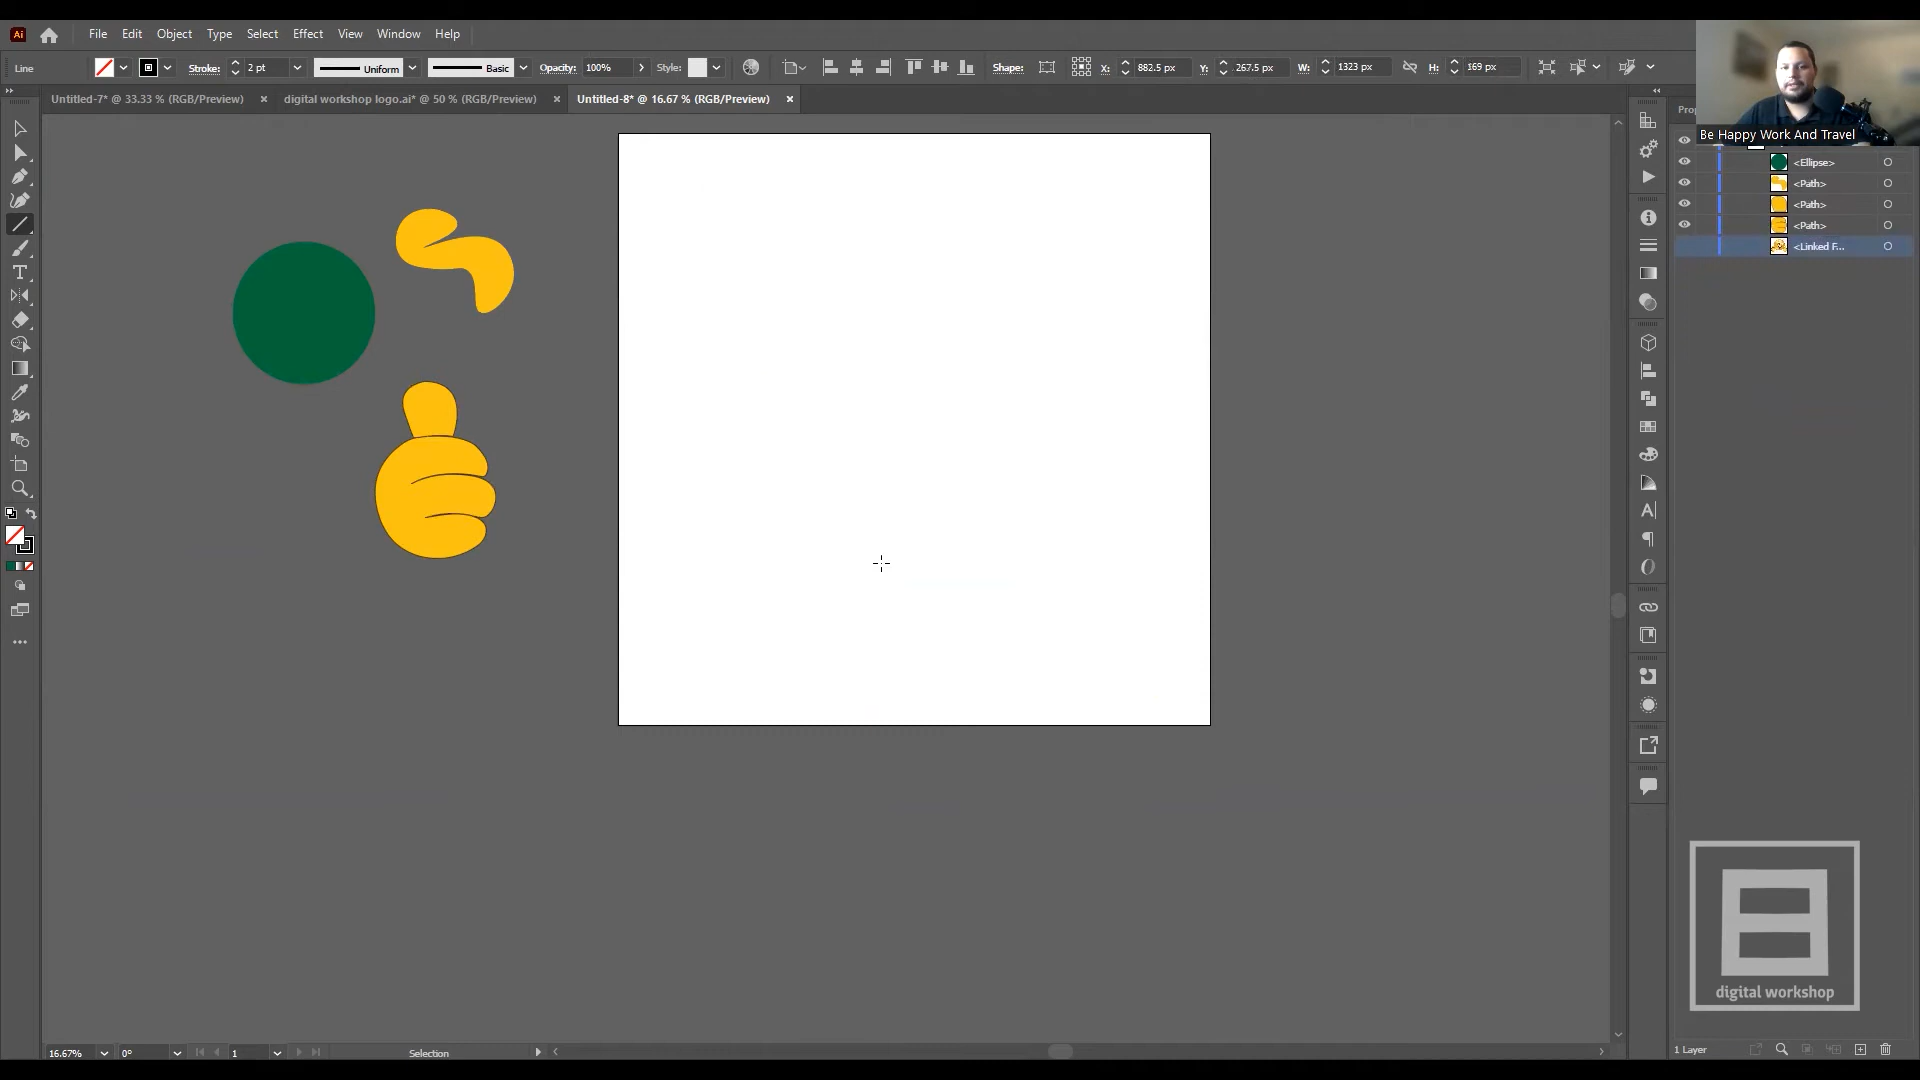 Ai File Edit Object Type Select Effect View Window Help
Line Stroke: 2 pt Uniform Basic Opacity: 100% Style: Shape: X: 882.5 px Y: 267.5 px W: 1323 px H: 169 px
Untitled-7* @ 33.33 % (RGB/Preview) × digital workshop logo.ai* @ 50 % (RGB/Preview) × Untitled-8* @ 16.67 % (RGB/Preview) ×
Be Happy Work And Travel
<Ellipse>
<Path>
<Path>
<Path>
<Linked F...
digital workshop
16.67% 0° 1 Selection
1 Layer